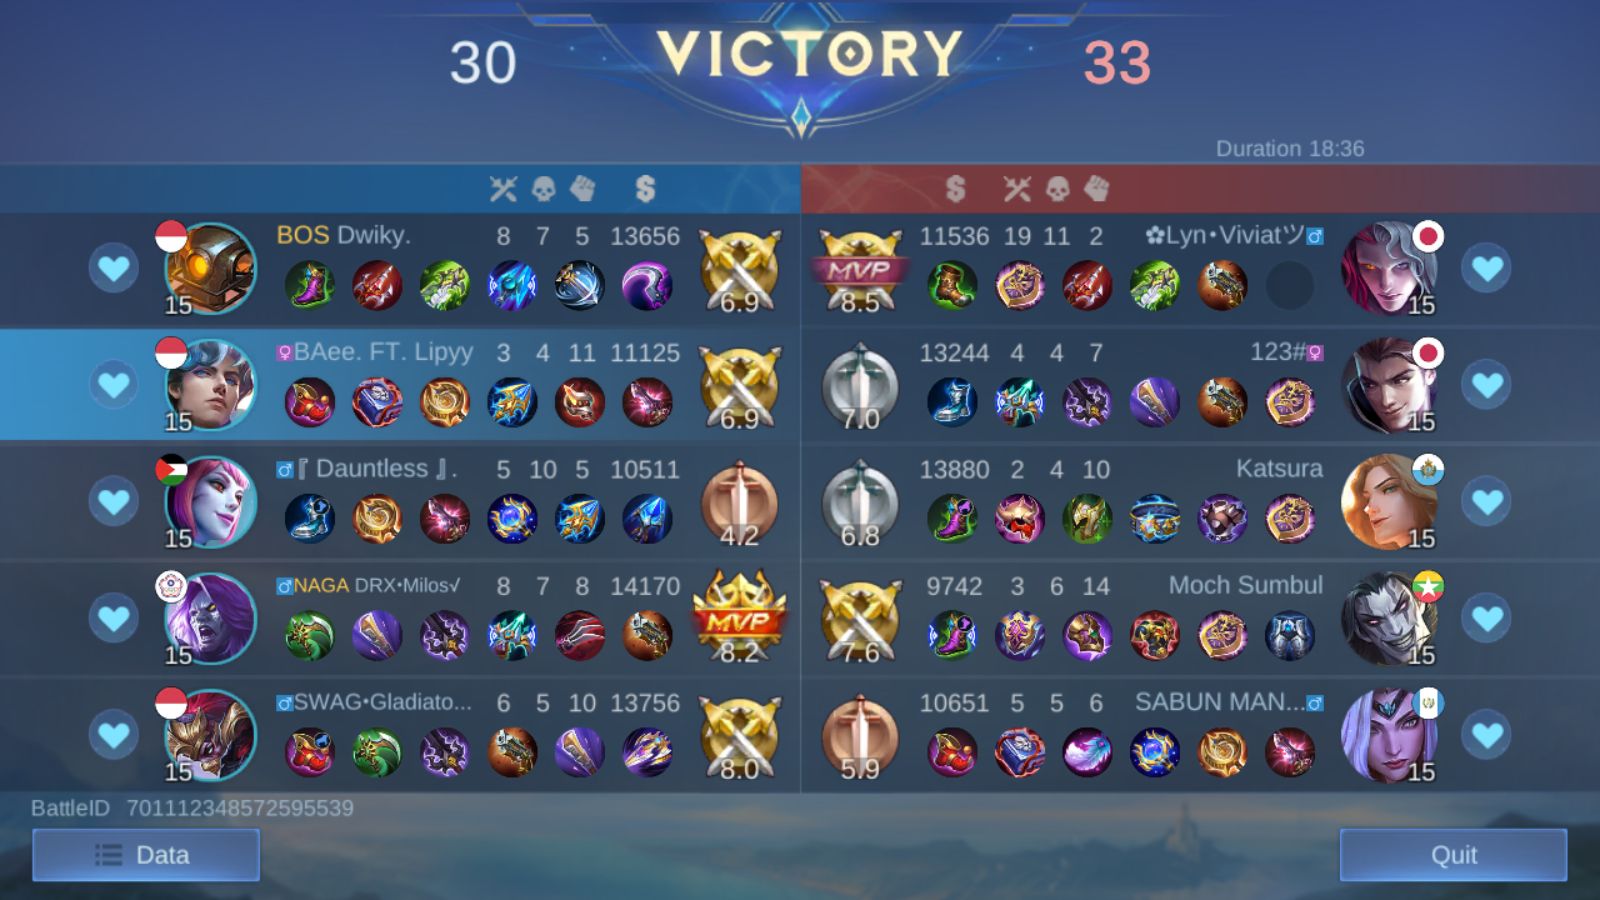 VICTORY
30
33
Duration 18:36
BOS Dwiky. 8 7 5 13656
15
6.9
MVP
8.5
11536 19 11 2 ✿Lyn•Viviatツ♂
15
♀BAee. FT. Lipyy 3 4 11 11125
15
6.9
7.0
13244 4 4 7 123#♀
15
♂『 Dauntless 』. 5 10 5 10511
15
4.2
6.8
13880 2 4 10 Katsura
15
♂NAGA DRX•Milos√ 8 7 8 14170
15
MVP
8.2
7.6
9742 3 6 14 Moch Sumbul
15
♂SWAG•Gladiato... 6 5 10 13756
15
8.0
5.9
10651 5 5 6 SABUN MAN...♂
15
BattleID 701112348572595539
Data
Quit